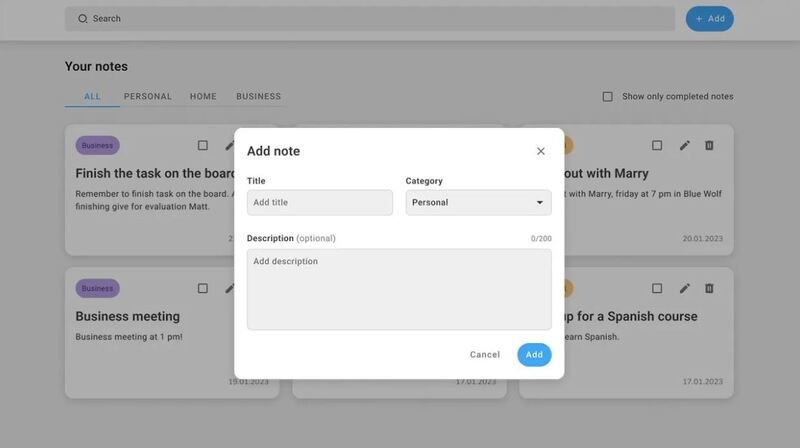 Search
+ Add
Your notes
ALL PERSONAL HOME BUSINESS
Show only completed notes
Business
Finish the task on the board
Remember to finish task on the board. A
finishing give for evaluation Matt.
out with Marry
t with Marry, friday at 7 pm in Blue Wolf
20.01.2023
Add note
Title
Add title
Category
Personal
Description (optional)
0/200
Add description
Cancel
Add
Business
Business meeting
Business meeting at 1 pm!
19.01.2023
17.01.2023
up for a Spanish course
earn Spanish.
17.01.2023